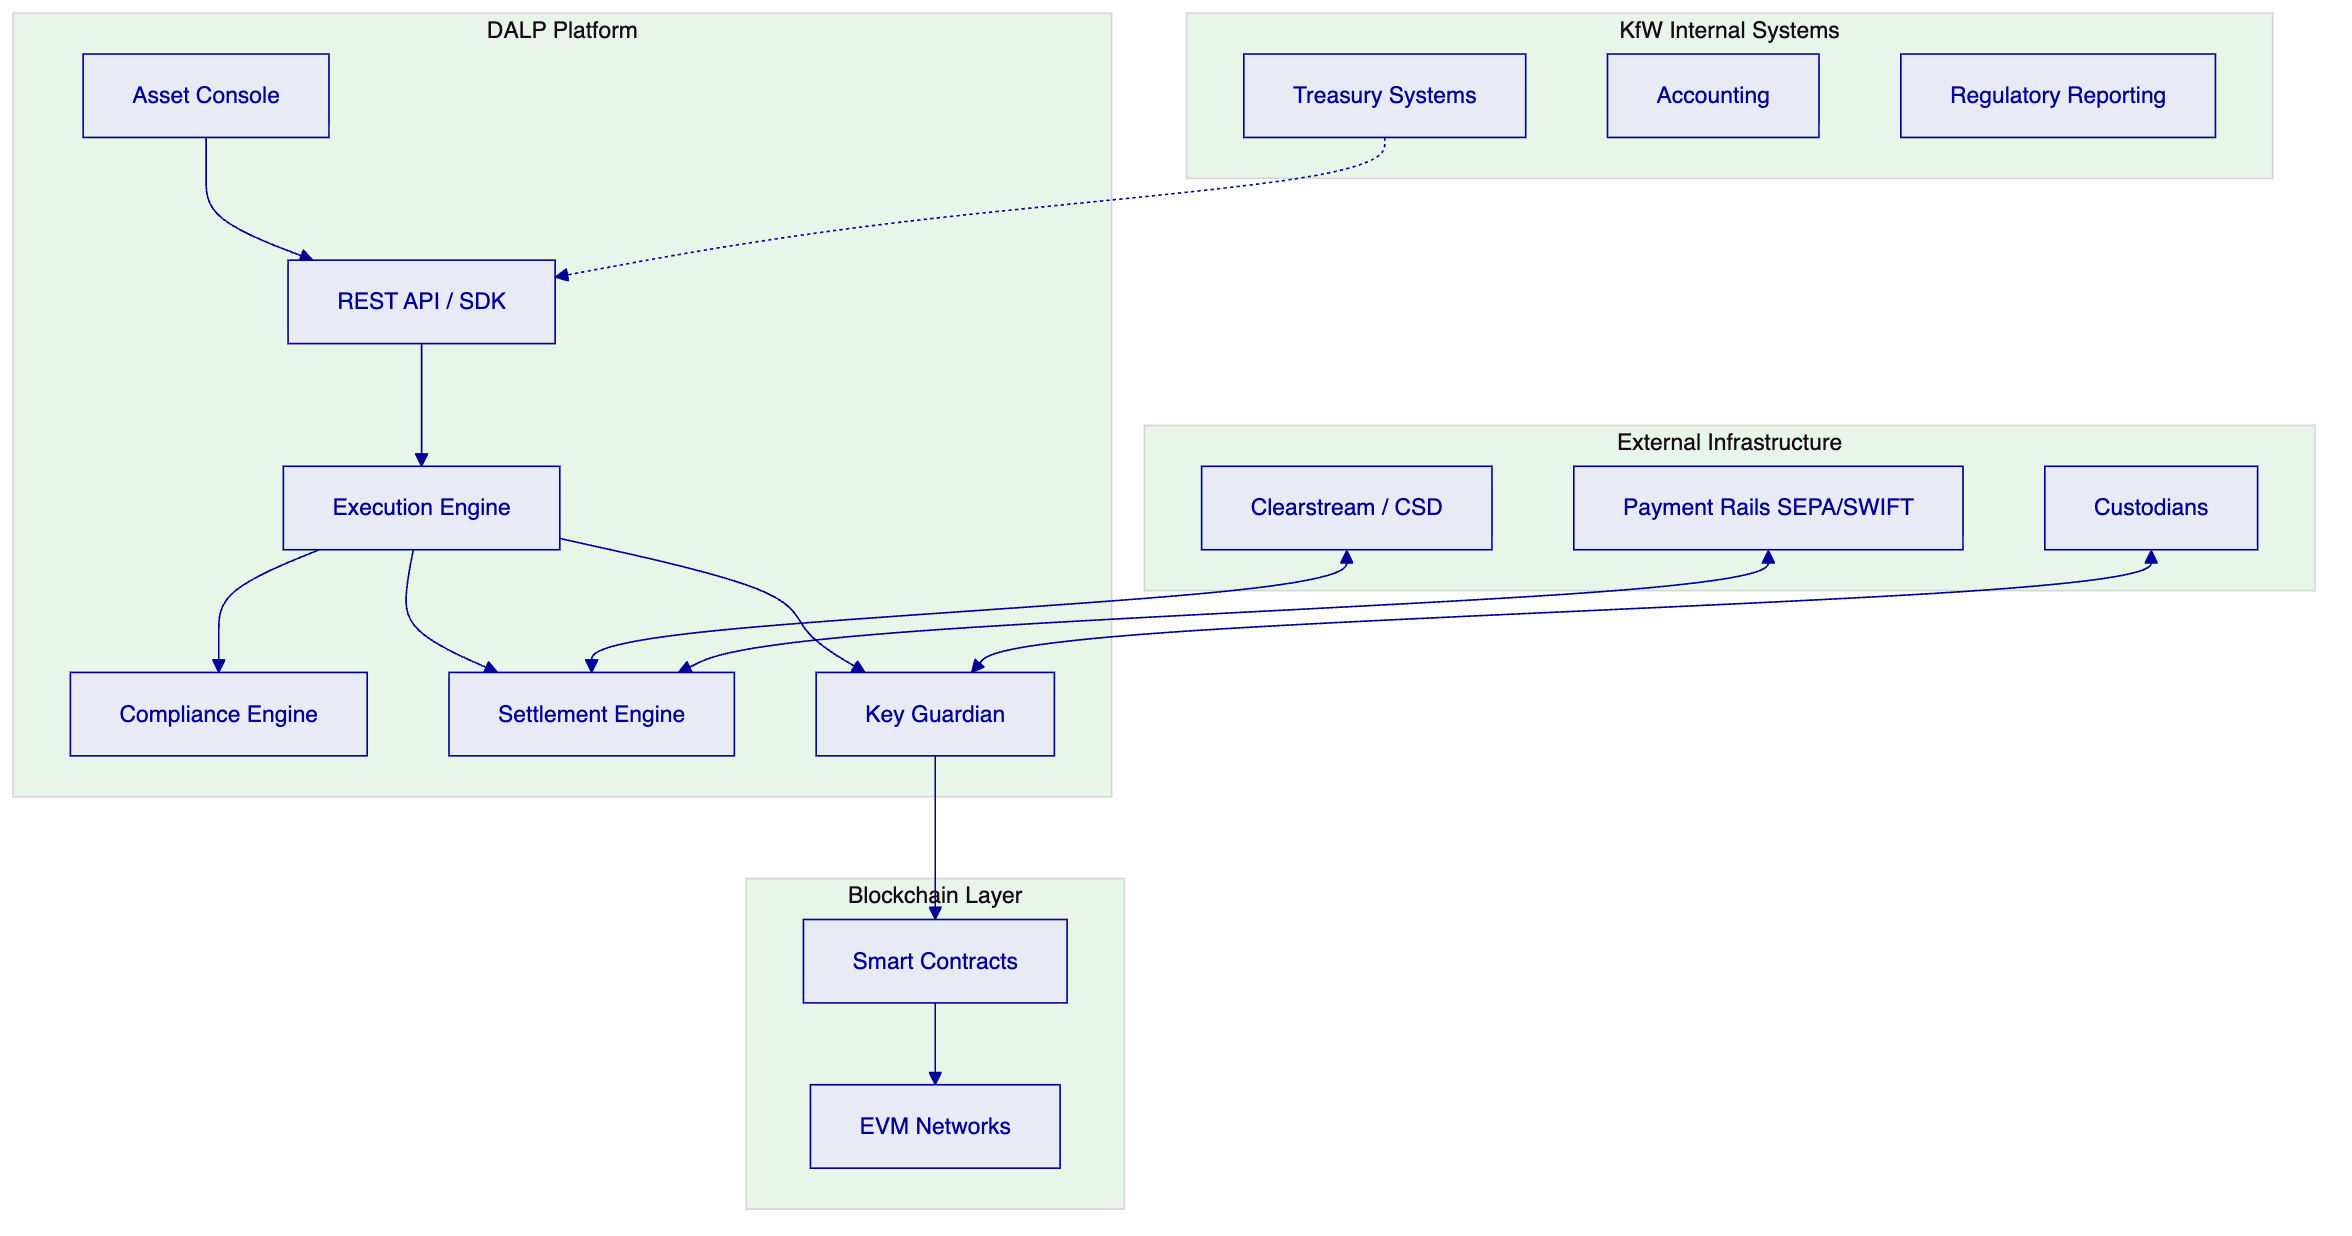 DALP Platform
Asset Console
REST API / SDK
Execution Engine
Compliance Engine
Settlement Engine
Key Guardian
KfW Internal Systems
Treasury Systems
Accounting
Regulatory Reporting
External Infrastructure
Clearstream / CSD
Payment Rails SEPA/SWIFT
Custodians
Blockchain Layer
Smart Contracts
EVM Networks